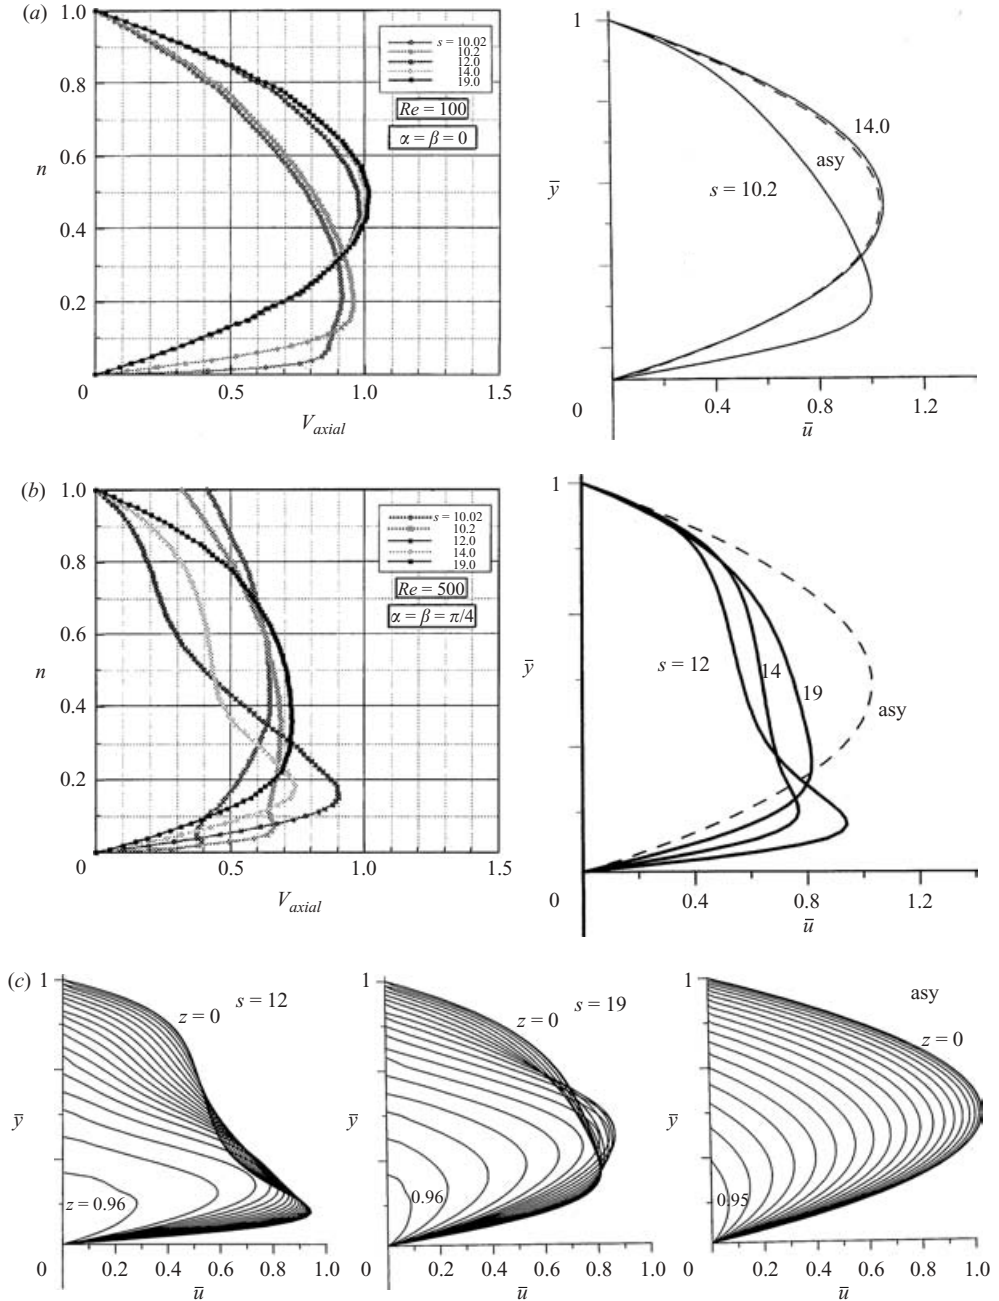 (a)
1.0
0.8
0.6
0.4
0.2
n
0
0.5
1.0
1.5
V_axial
s = 10.02
10.2
12.0
14.0
19.0
Re = 100
α = β = 0
1
ȳ
0
0.4
0.8
1.2
ū
14.0
asy
s = 10.2
(b)
1.0
0.8
0.6
0.4
0.2
n
0
0.5
1.0
1.5
V_axial
s = 10.02
10.2
12.0
14.0
19.0
Re = 500
α = β = π/4
1
ȳ
0
0.4
0.8
1.2
ū
s = 12
14
19
asy
(c)
1
z = 0
s = 12
ȳ
z = 0.96
0
0.2
0.4
0.6
0.8
1.0
ū
1
z = 0
s = 19
ȳ
0.96
0
0.2
0.4
0.6
0.8
1.0
ū
1
asy
z = 0
ȳ
0.95
0
0.2
0.4
0.6
0.8
1.0
ū